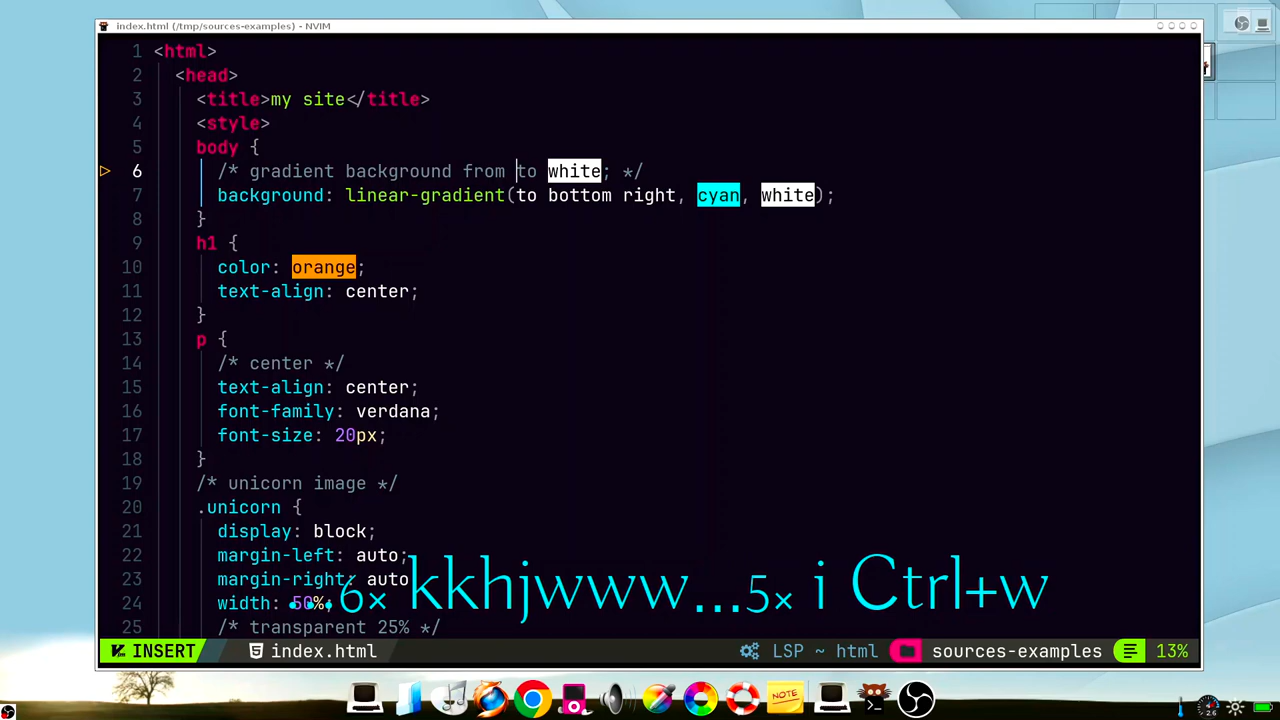 index.html (/tmp/sources-examples) - NVIM
1 <html>
2 <head>
3 <title>my site</title>
4 <style>
5 body {
6 /* gradient background from to white; */
7 background: linear-gradient(to bottom right, cyan, white);
8 }
9 h1 {
10 color: orange;
11 text-align: center;
12 }
13 p {
14 /* center */
15 text-align: center;
16 font-family: verdana;
17 font-size: 20px;
18 }
19 /* unicorn image */
20 .unicorn {
21 display: block;
22 margin-left: auto;
23 margin-right: auto
24 width: 50%;
...6× kkhjwww...5× i Ctrl+w
25 /* transparent 25% */
INSERT index.html LSP ~ html sources-examples 13%
NOTE
2.6